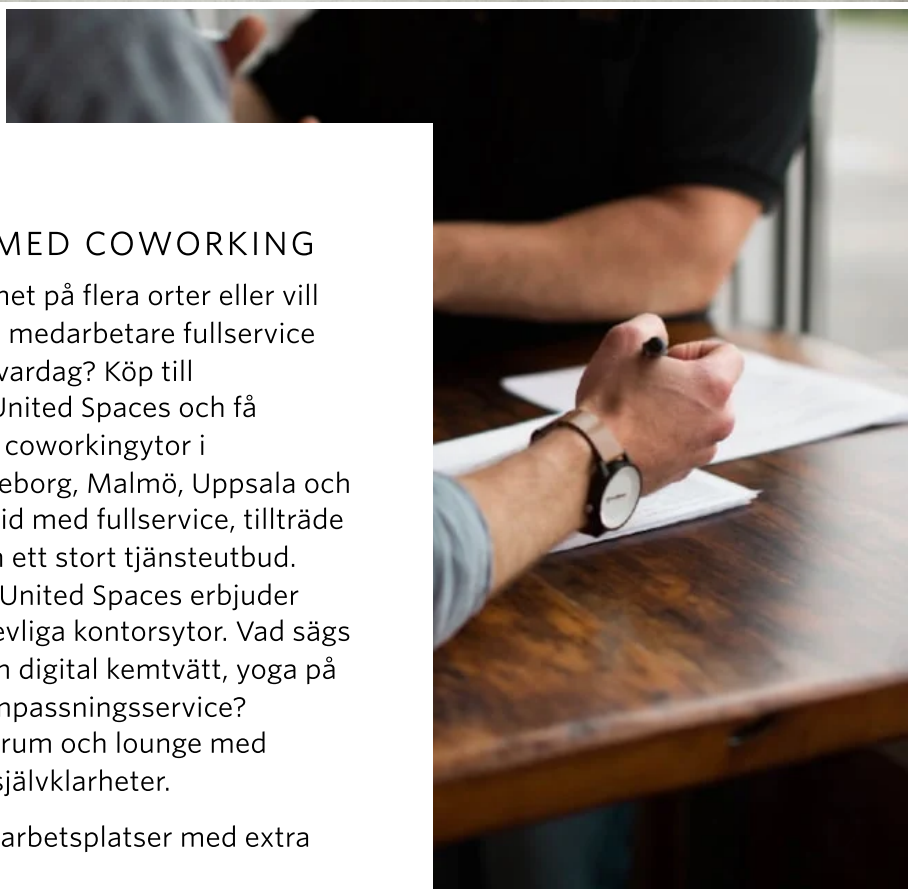 MED COWORKING
het på flera orter eller vill
medarbetare fullservice
vardag? Köp till
United Spaces och få
coworkingytor i
eborg, Malmö, Uppsala och
id med fullservice, tillträde
ett stort tjänsteutbud.
United Spaces erbjuder
evliga kontorsytor. Vad sägs
digital kemtvätt, yoga på
npassningsservice?
rum och lounge med
självklarheter.
arbetsplatser med extra